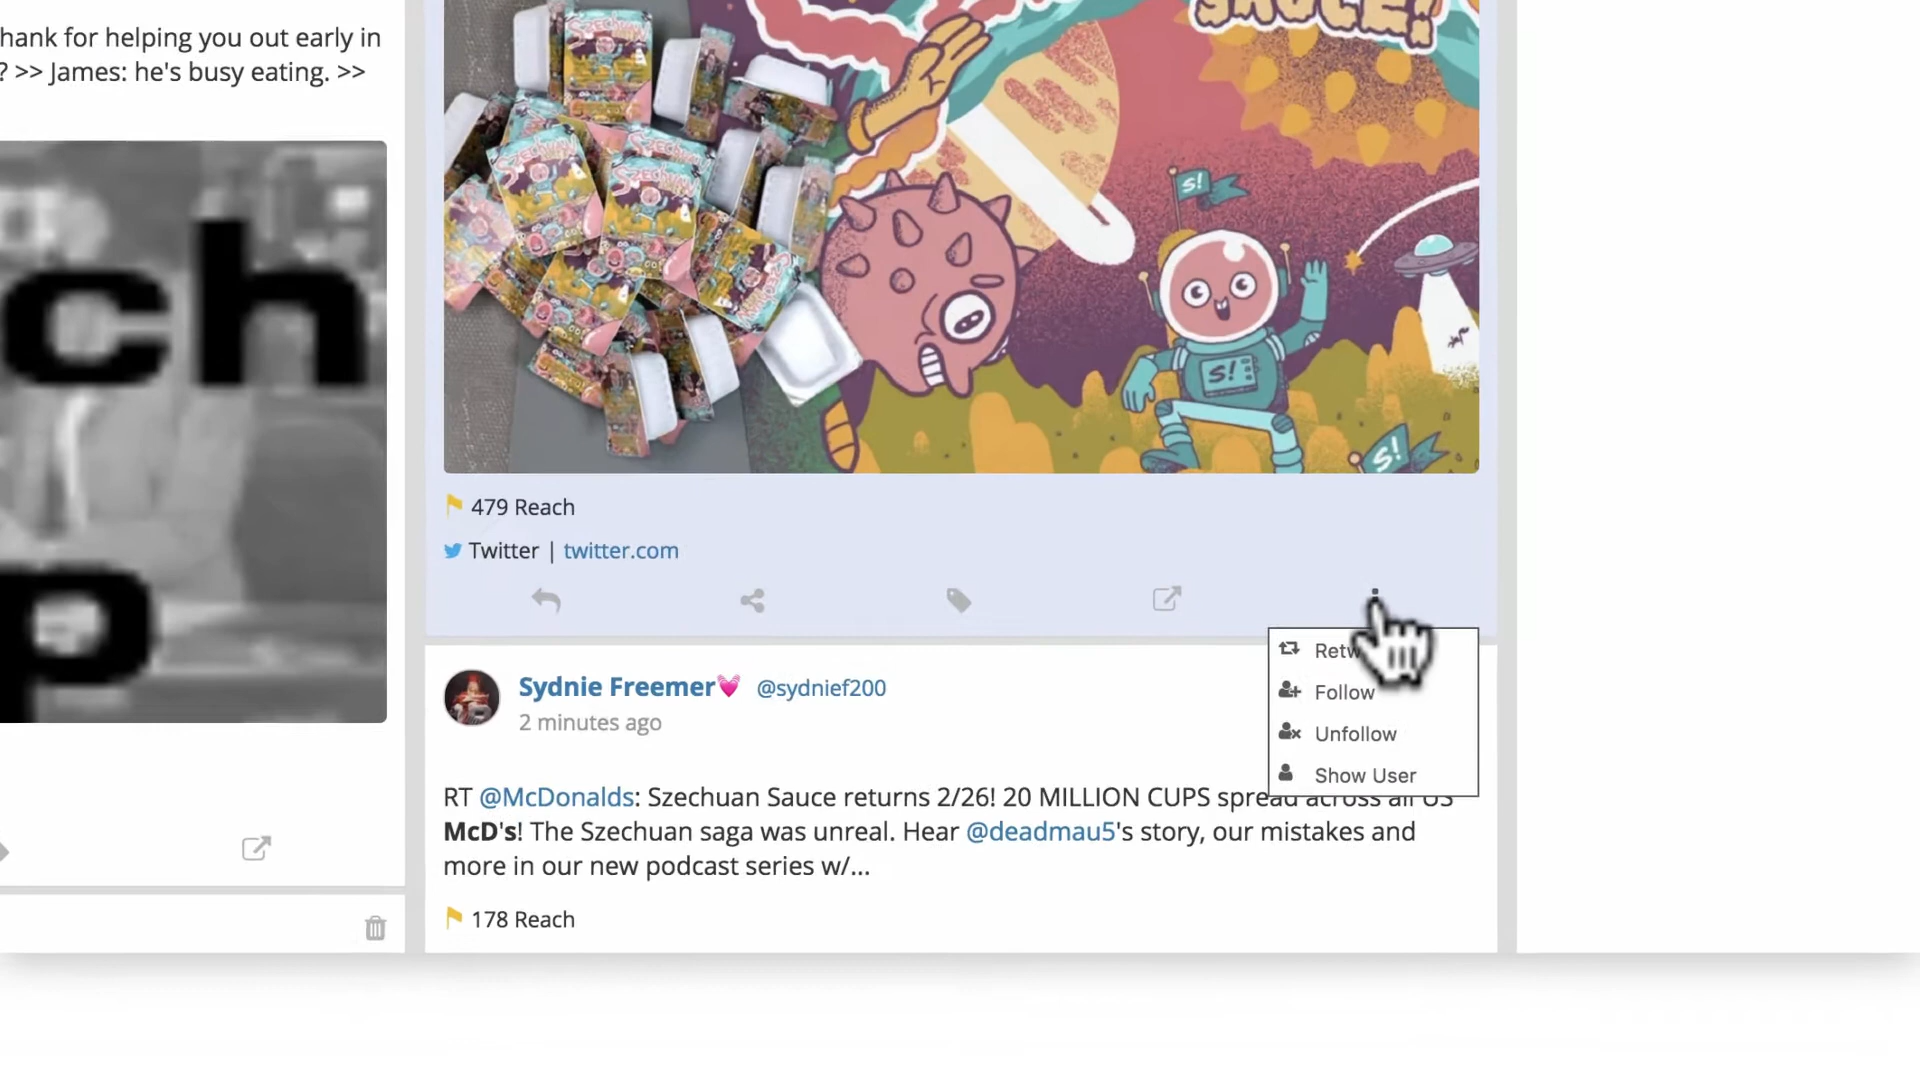 hank for helping you out early in
? >> James: he's busy eating. >>
ch
p
SAUCE!
SZECHUAN
SZECHUAN
S!
S!
S!
479 Reach
Twitter | twitter.com
Retw
Follow
Unfollow
Show User
Sydnie Freemer💓 @sydnief200
2 minutes ago
RT @McDonalds: Szechuan Sauce returns 2/26! 20 MILLION CUPS spread across all US
McD's! The Szechuan saga was unreal. Hear @deadmau5's story, our mistakes and
more in our new podcast series w/...
178 Reach